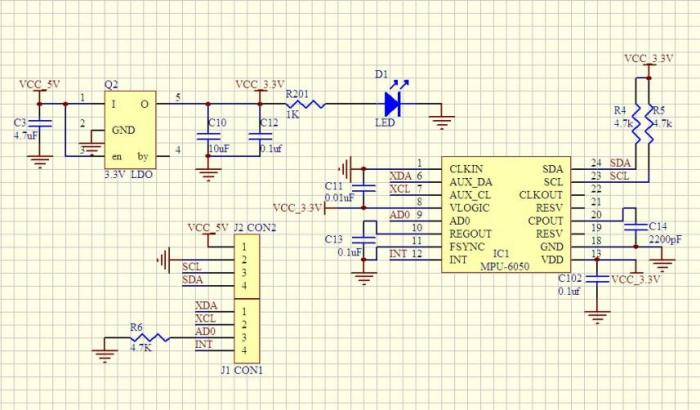 VCC_5V
Q2
VCC_3.3V
D1
VCC_3.3V
1 I O 5
R201
1K
LED
C3
4.7uF
2 GND
C10
10uF
C12
0.1uf
R4
4.7k
R5
4.7k
3 en by 4
3.3V LDO
1 CLKIN SDA 24 SDA
XDA 6 AUX_DA SCL 23 SCL
XCL 7 AUX_CL CLKOUT 22
VCC_3.3V 8 VLOGIC RESV 21
AD0 9 AD0 CPOUT 20
10 REGOUT RESV 19
11 FSYNC GND 18
INT 12 INT VDD 13
IC1
MPU-6050
C11
0.01uF
C13
0.1uF
C14
2200pF
VCC_3.3V
C102
0.1uf
VCC_5V
J2 CON2
1
2
SCL 3
SDA 4
XDA 1
XCL 2
AD0 3
INT 4
R6
4.7K
J1 CON1